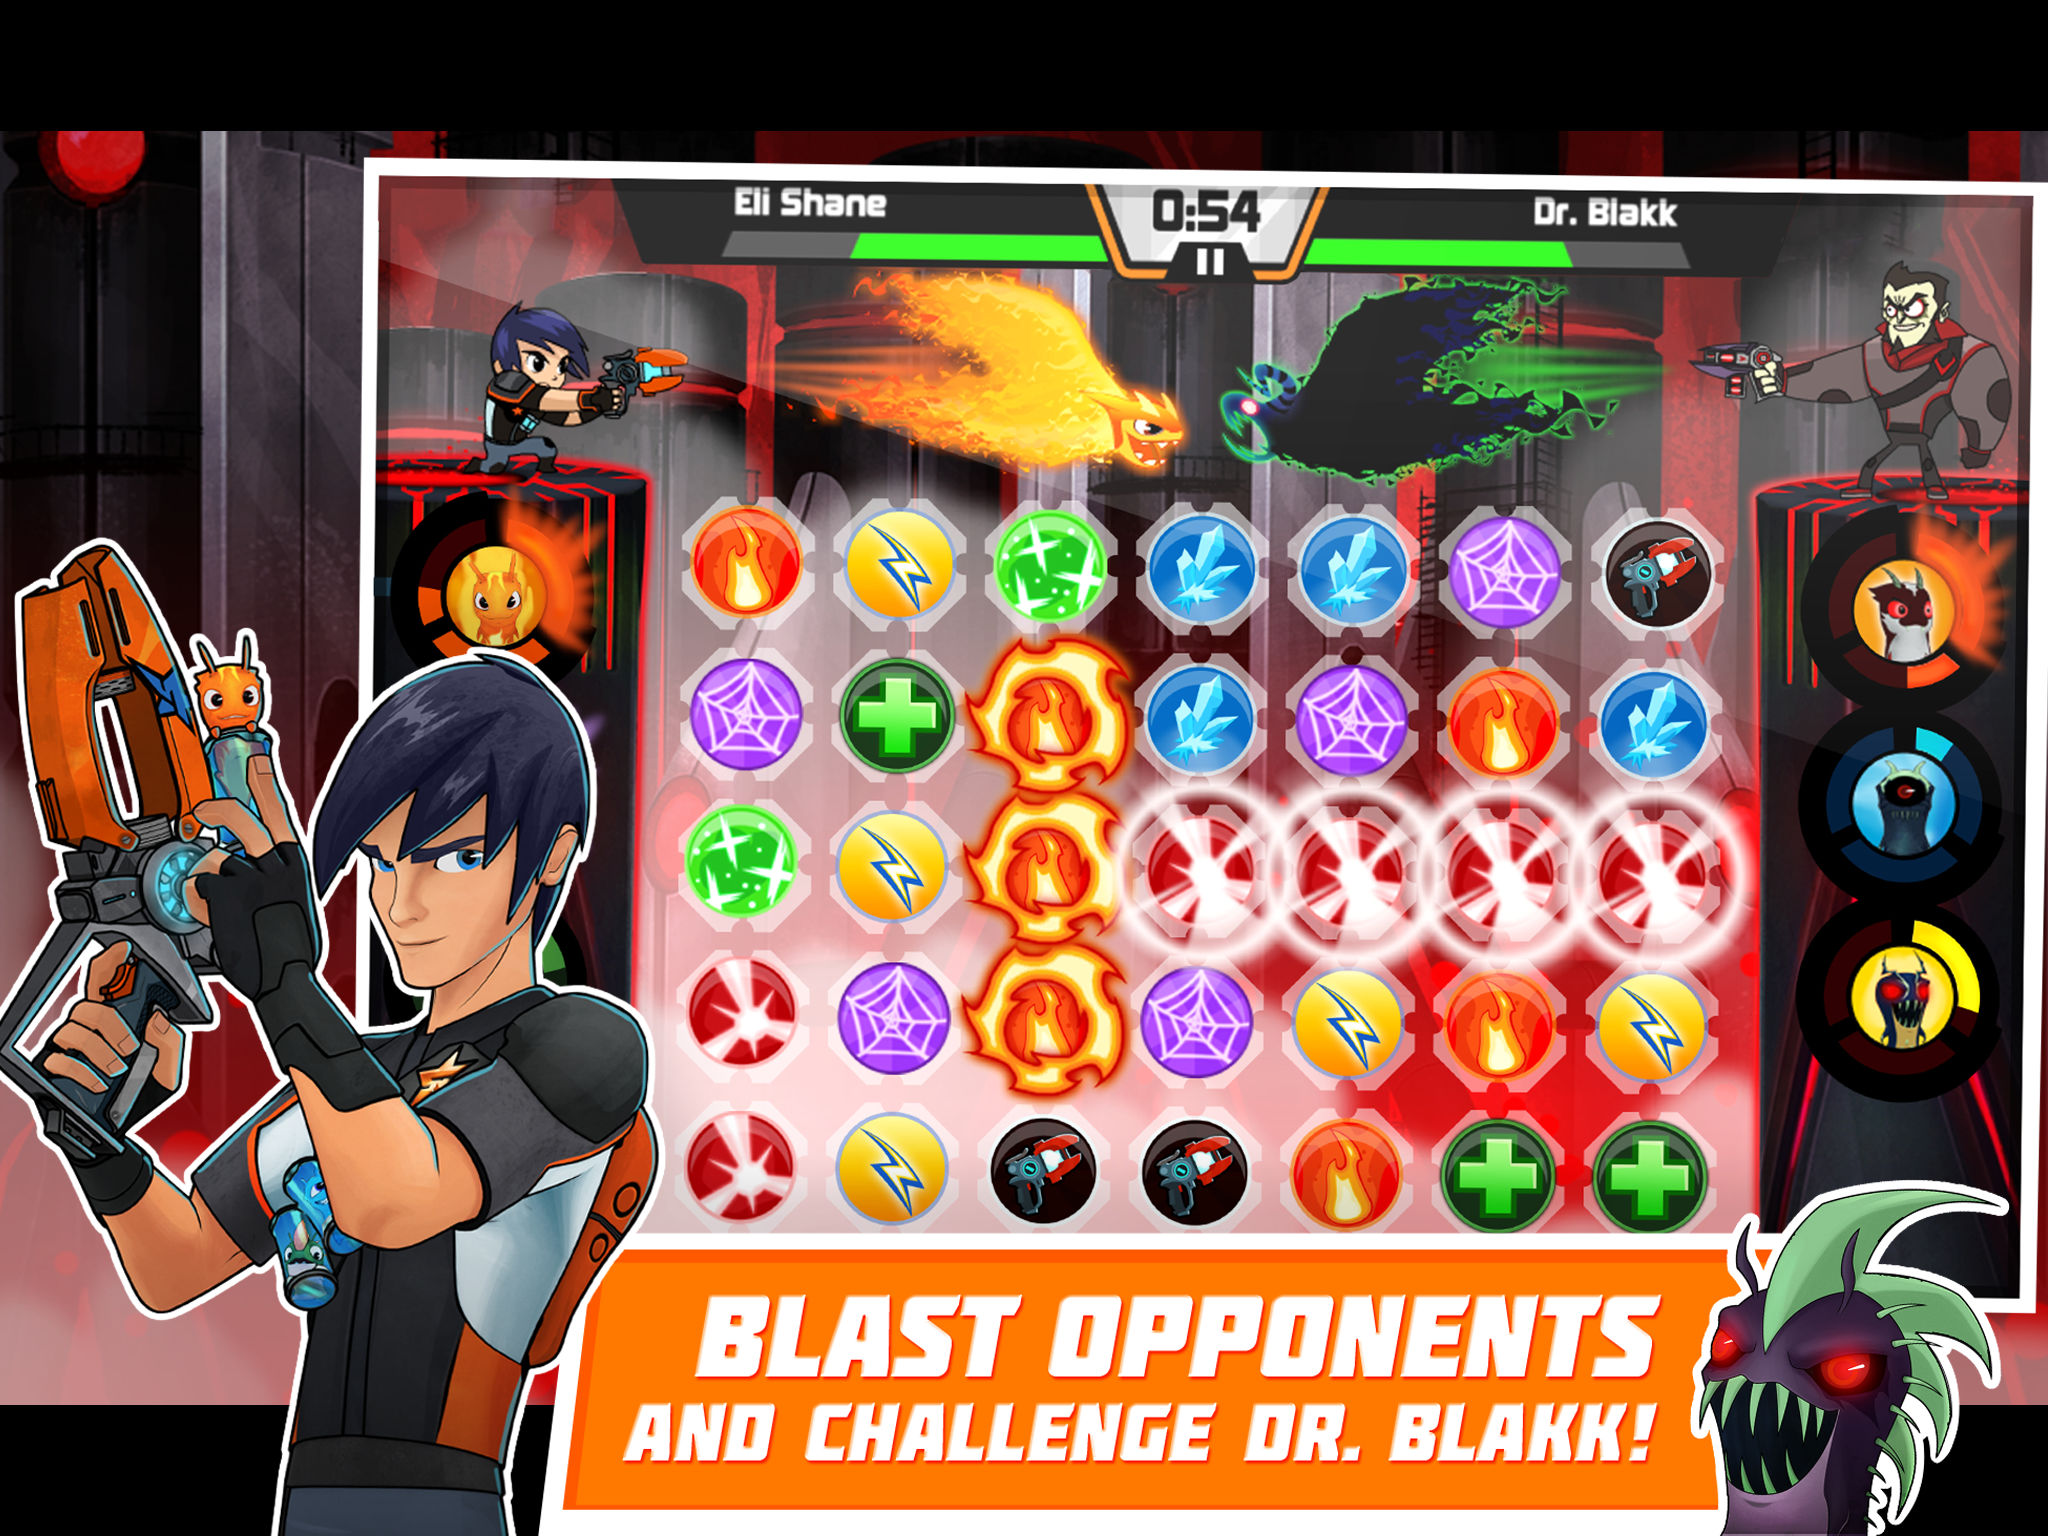 Eli Shane
0:54
Dr. Blakk
BLAST OPPONENTS
AND CHALLENGE DR. BLAKK!